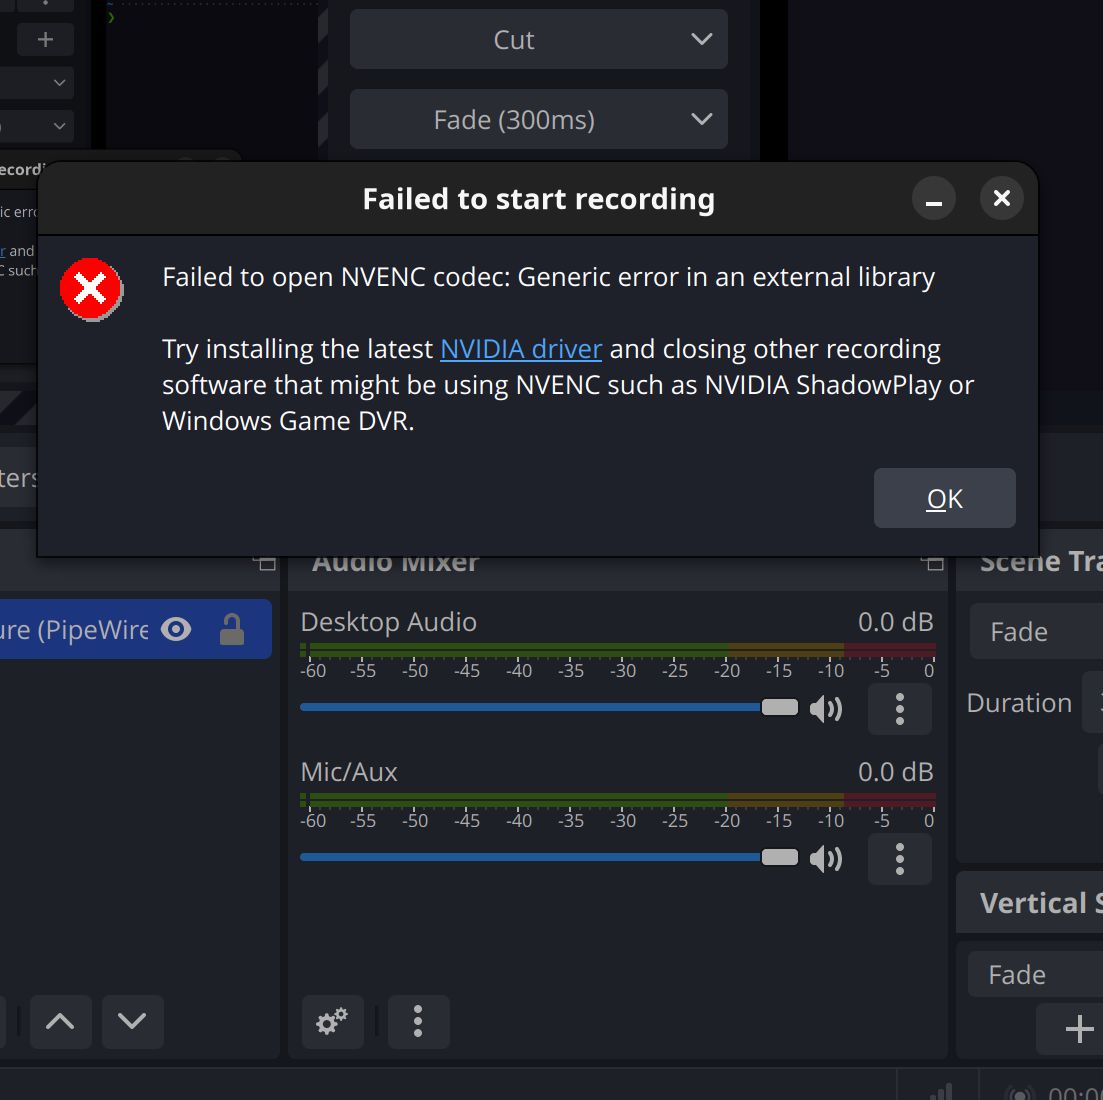 Cut
Fade (300ms)
ecordi
Failed to start recording
ic erro
r and
C such
Failed to open NVENC codec: Generic error in an external library
Try installing the latest NVIDIA driver and closing other recording
software that might be using NVENC such as NVIDIA ShadowPlay or
Windows Game DVR.
OK
ters
Audio Mixer
Scene Tra
ure (PipeWire
Desktop Audio 0.0 dB
-60 -55 -50 -45 -40 -35 -30 -25 -20 -15 -10 -5 0
Fade
Duration
Mic/Aux 0.0 dB
-60 -55 -50 -45 -40 -35 -30 -25 -20 -15 -10 -5 0
Vertical S
Fade
00:0